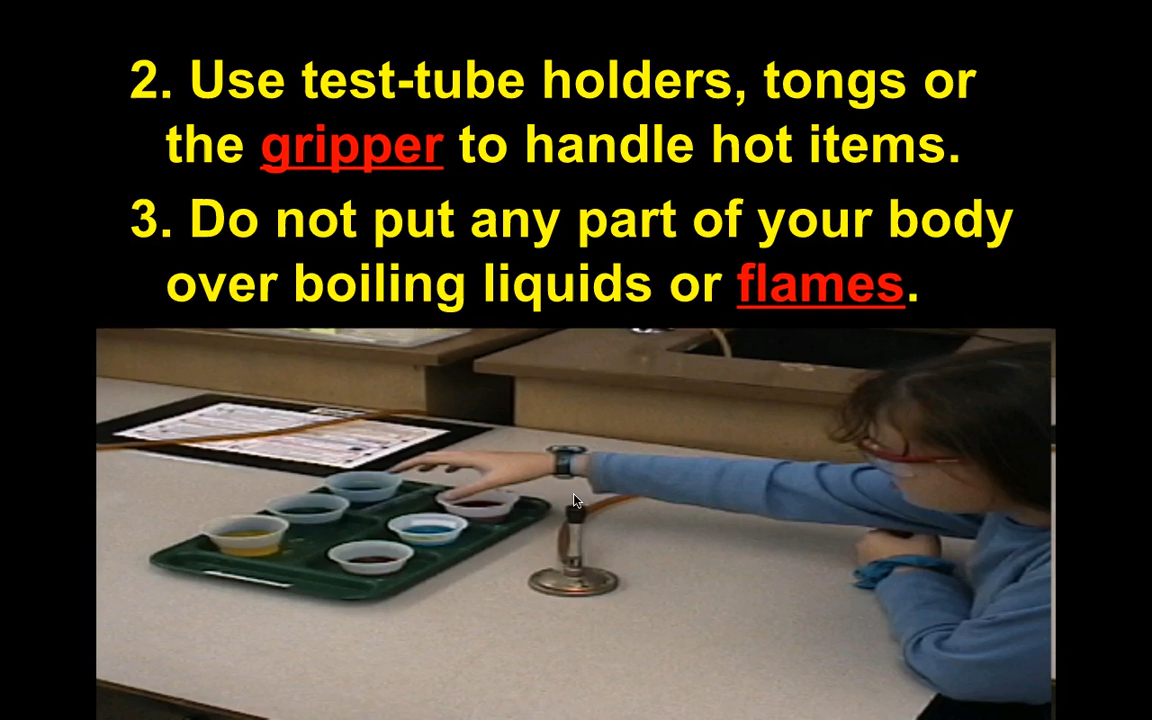 2. Use test-tube holders, tongs or
the gripper to handle hot items.
3. Do not put any part of your body
over boiling liquids or flames.